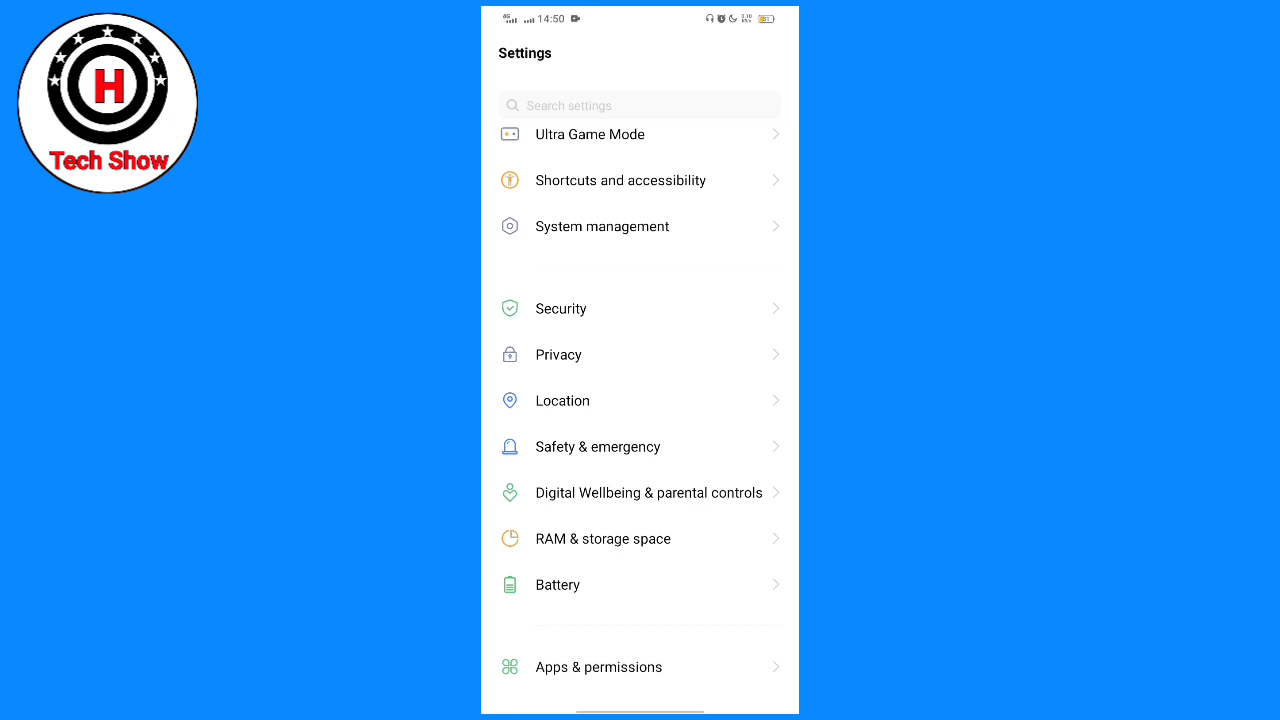 H
Tech Show
4G 14:50
Settings
Search settings
Ultra Game Mode
Shortcuts and accessibility
System management
Security
Privacy
Location
Safety & emergency
Digital Wellbeing & parental controls
RAM & storage space
Battery
Apps & permissions